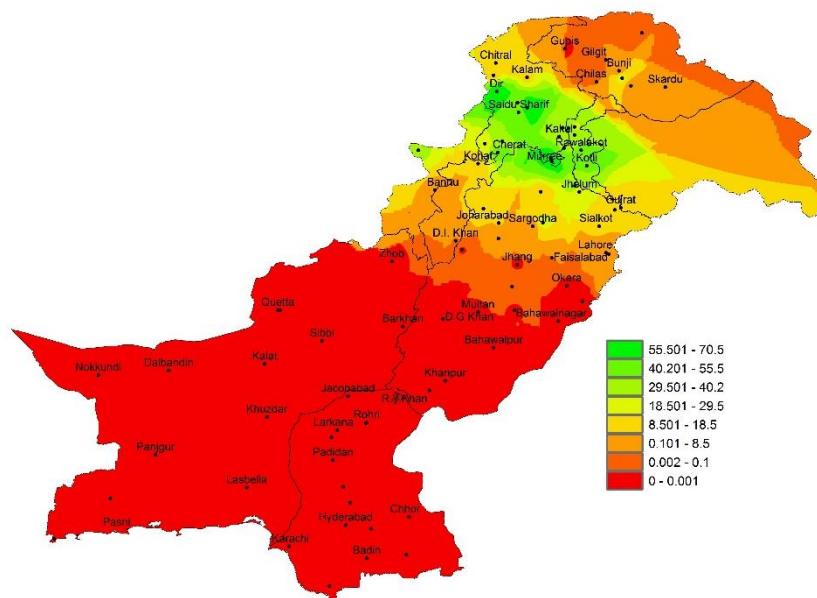 Gupis
Gilgit
Chitral
Bunji
Kalam
Chilas
Skardu
Dir
Saidu Sharif
Kakul
Cherat
Rawalakot
Murree
Kohat
Kotli
Bannu
Jhelum
Gujrat
Joharabad
Sargodha
Sialkot
D.I. Khan
Lahore
Zhob
Jhang
Faisalabad
Okara
Quetta
Multan
Barkhan
D.G Khan
Bahawalnagar
Sibbi
Bahawalpur
Kalat
Dalbandin
Nokkundi
Khanpur
Jacobabad
R.Y Khan
Khuzdar
Rohri
Larkana
Panjgur
Padidan
Lasbella
Pasni
Hyderabad
Chhor
Karachi
Badin
55.501 - 70.5
40.201 - 55.5
29.501 - 40.2
18.501 - 29.5
8.501 - 18.5
0.101 - 8.5
0.002 - 0.1
0 - 0.001